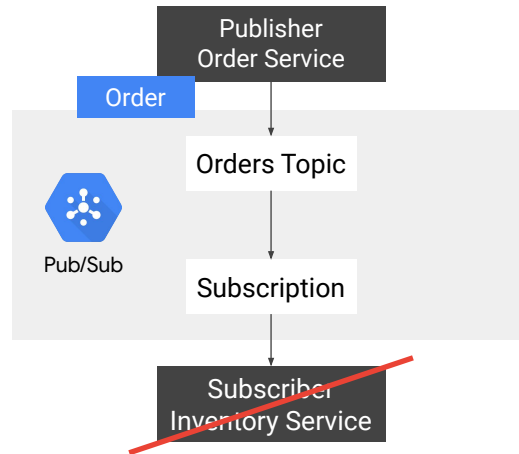 Publisher
Order Service
Order
Orders Topic
Pub/Sub
Subscription
Subscriber
Inventory Service